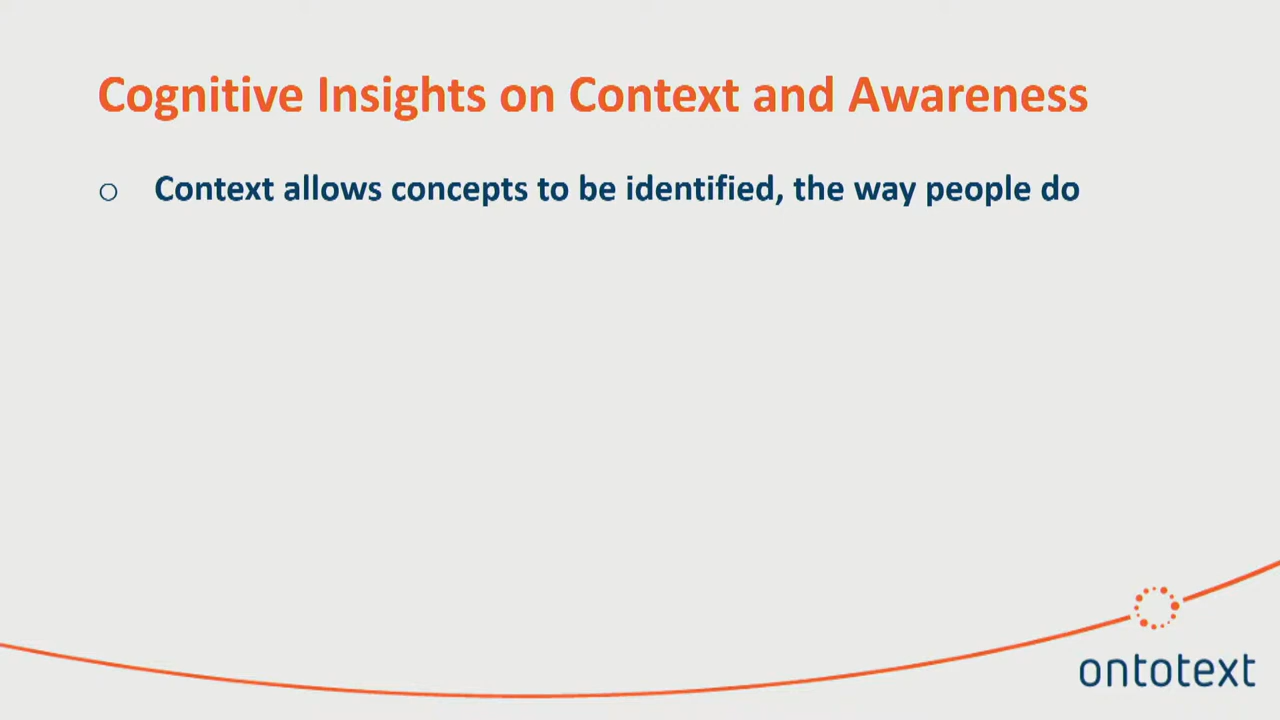 Cognitive Insights on Context and Awareness
o Context allows concepts to be identified, the way people do
ontotext